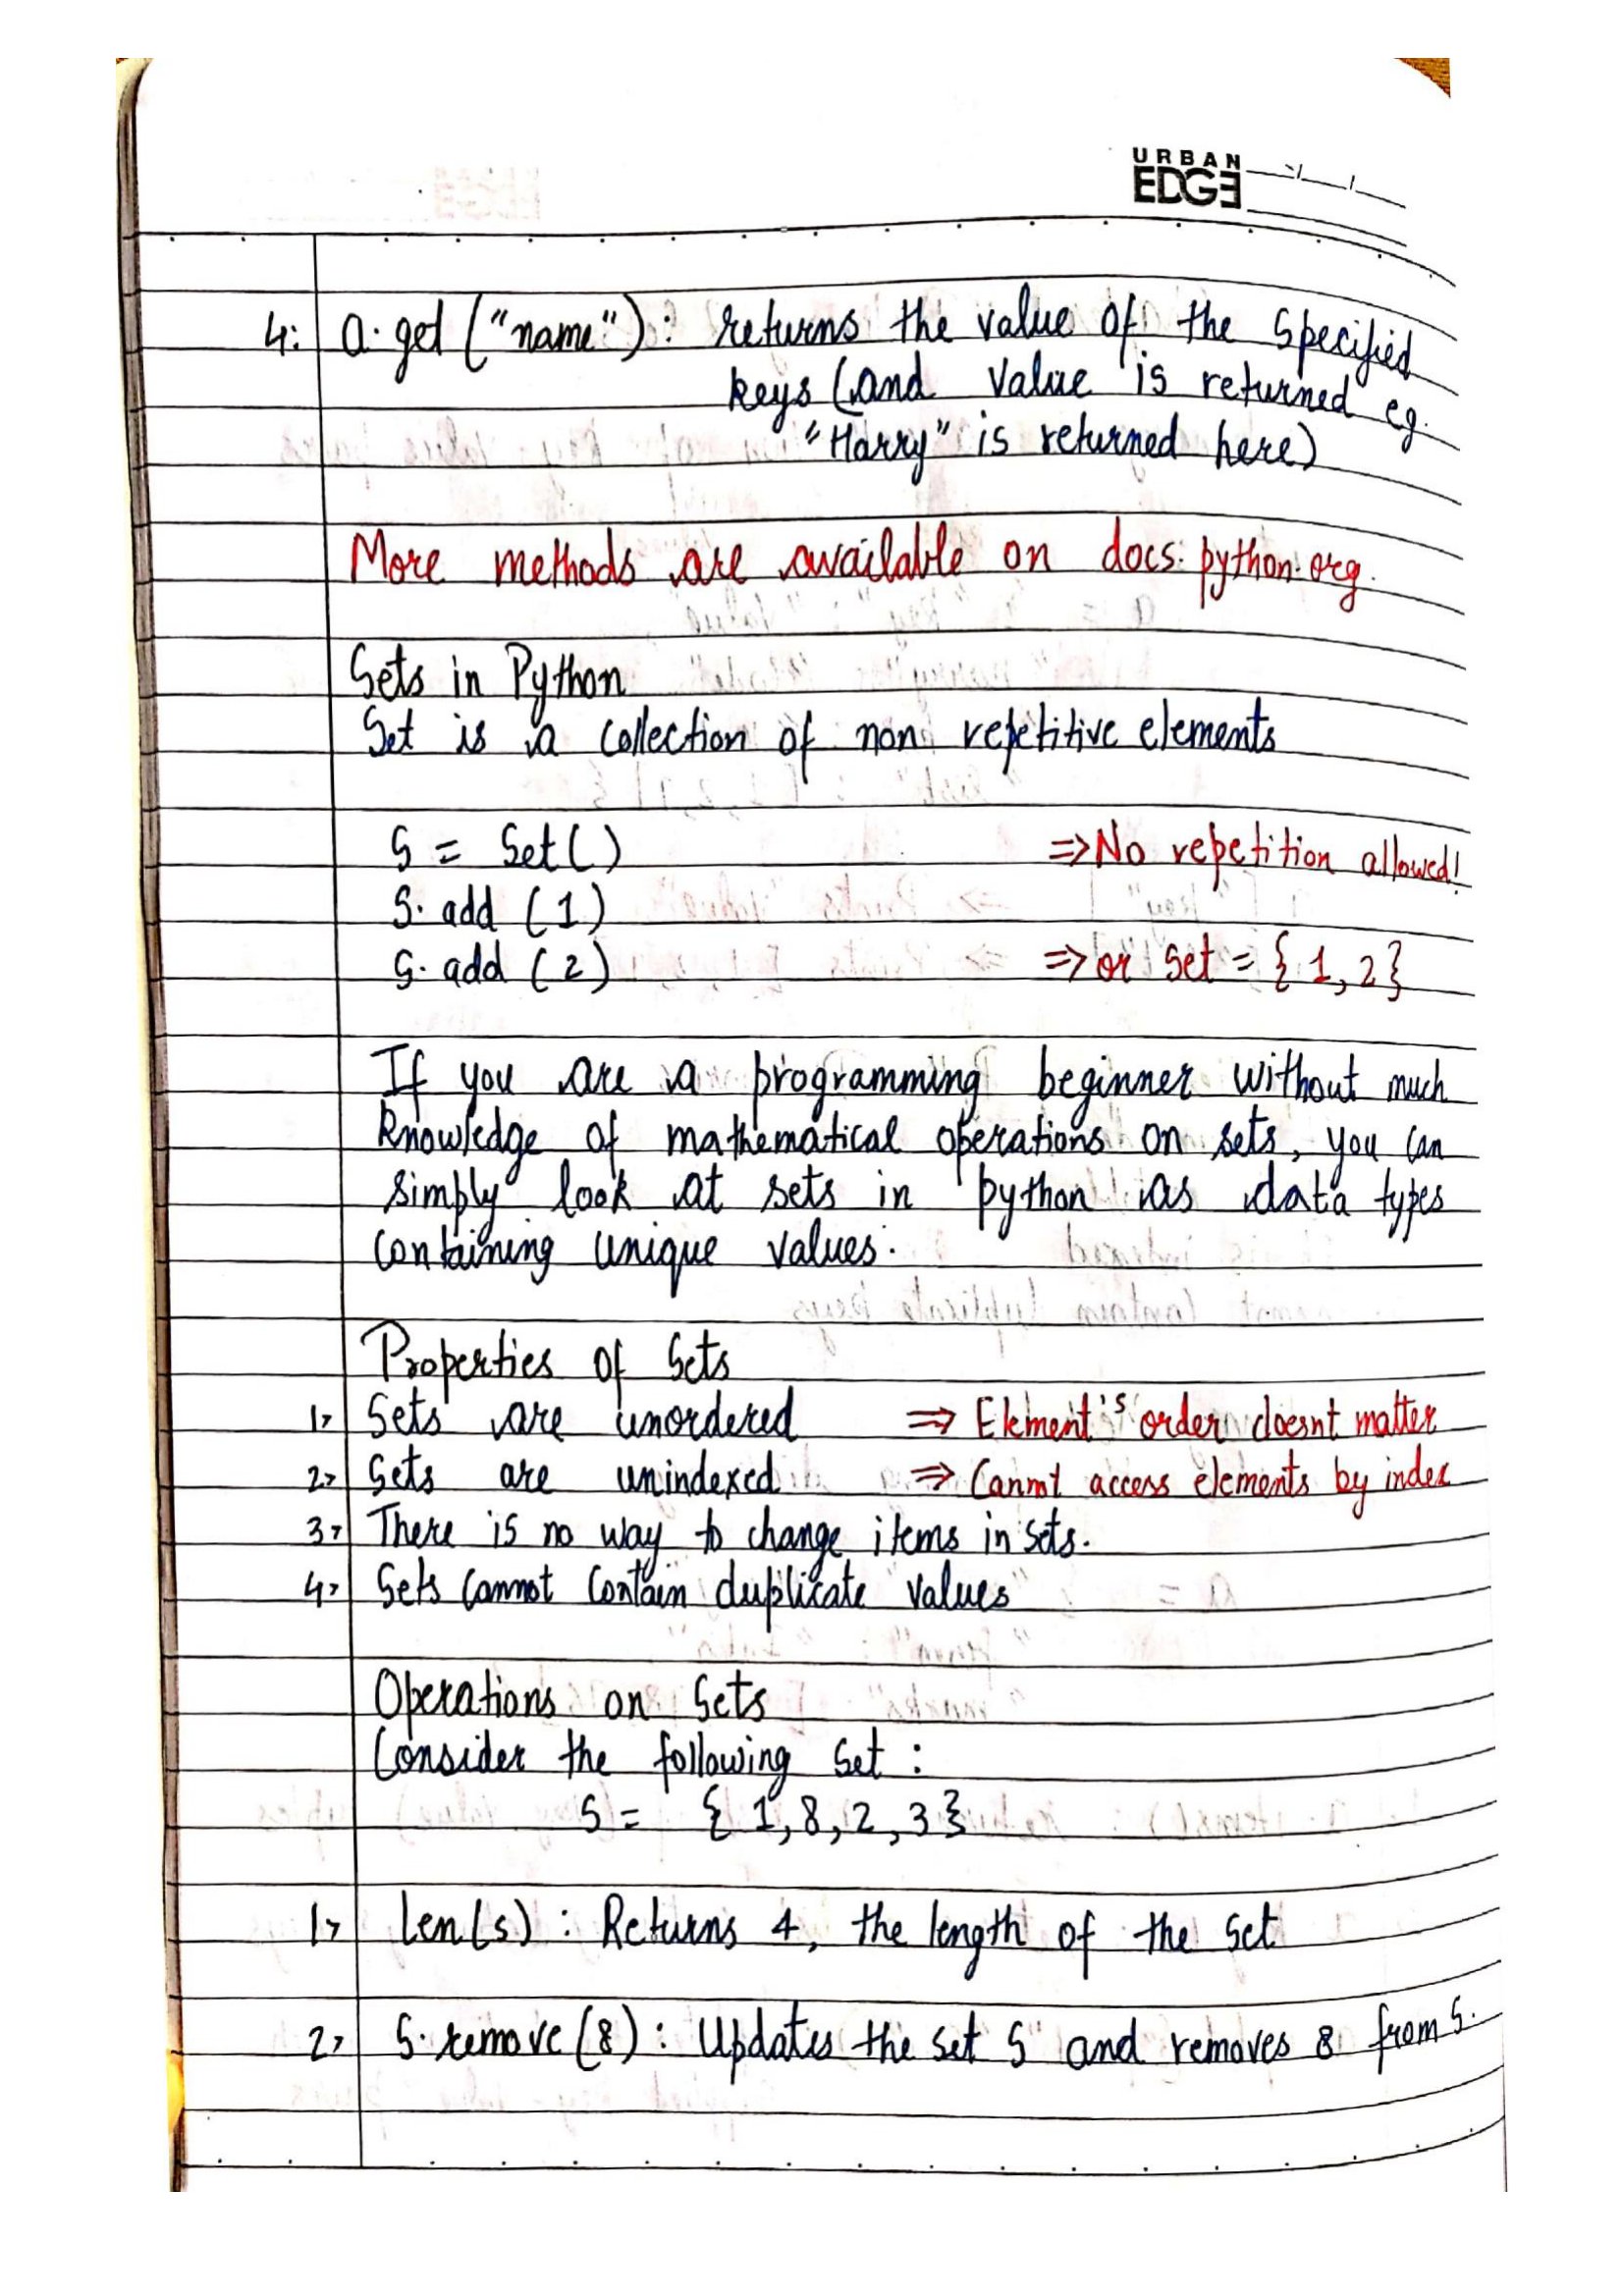 URBAN
EDGE
4: a.get ("name"): returns the value of the specified
keys (and value is returned eg.
"Harry" is returned here)
More methods are available on docs.python.org.
Sets in Python
Set is a collection of non repetitive elements
S = Set() ⇒ No repetition allowed!
S. add (1)
S. add (2) ⇒ or Set = {1,2}
If you are a programming beginner without much
knowledge of mathematical operations on sets, you can
simply look at sets in python as data types
containing unique values.
Properties of Sets
1> Sets are unordered ⇒ Element's order doesnt matter
2> Sets are unindexed ⇒ Cannot access elements by index
3> There is no way to change items in sets.
4> Sets cannot contain duplicate values
Operations on Sets
Consider the following Set :
S = {1,8,2,3}
1> len(s) : Returns 4, the length of the set
2> S.remove(8) : Updates the set S and removes 8 from S.